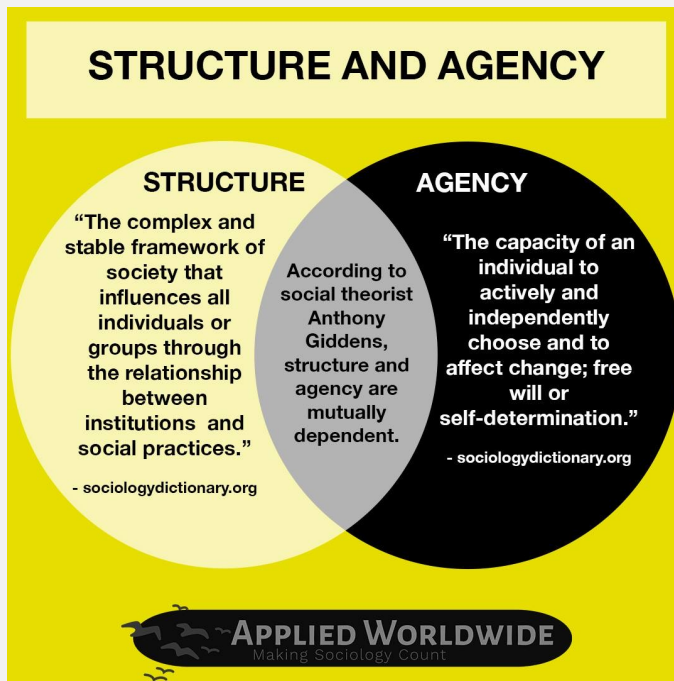 STRUCTURE AND AGENCY
STRUCTURE
“The complex and
stable framework of
society that
influences all
individuals or
groups through
the relationship
between
institutions and
social practices.”
- sociologydictionary.org
According to
social theorist
Anthony
Giddens,
structure and
agency are
mutually
dependent.
AGENCY
“The capacity of an
individual to
actively and
independently
choose and to
affect change; free
will or
self-determination.”
- sociologydictionary.org
APPLIED WORLDWIDE
Making Sociology Count